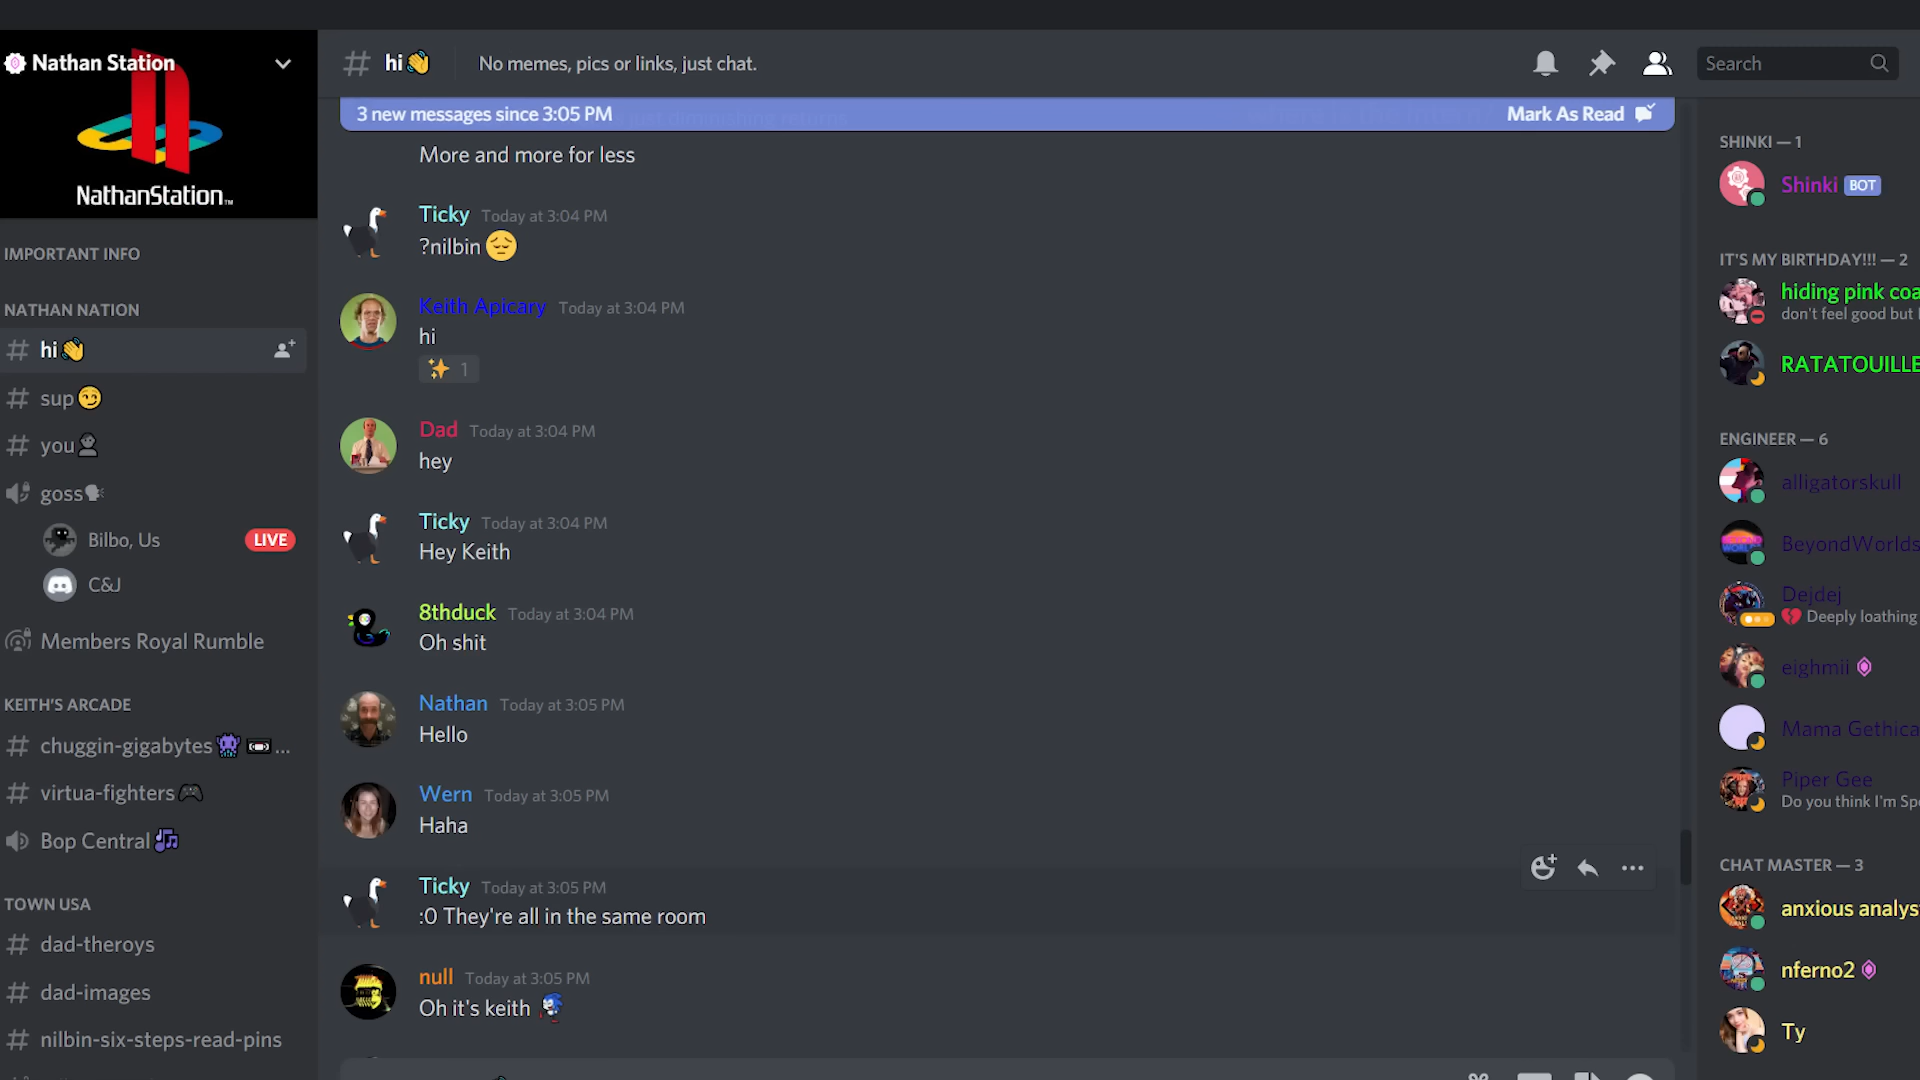 Nathan Station
NathanStation™
IMPORTANT INFO
NATHAN NATION
hi👋
sup😏
you👤
goss🗣
Bilbo, Us
LIVE
C&J
Members Royal Rumble
KEITH'S ARCADE
chuggin-gigabytes👾📼...
virtua-fighters🎮
Bop Central🎶
TOWN USA
dad-theroys
dad-images
nilbin-six-steps-read-pins
hi👋
No memes, pics or links, just chat.
Search
3 new messages since 3:05 PM
Mark As Read
More and more for less
Ticky Today at 3:04 PM
?nilbin 😔
Keith Apicary Today at 3:04 PM
hi
✨ 1
Dad Today at 3:04 PM
hey
Ticky Today at 3:04 PM
Hey Keith
8thduck Today at 3:04 PM
Oh shit
Nathan Today at 3:05 PM
Hello
Wern Today at 3:05 PM
Haha
Ticky Today at 3:05 PM
:0 They're all in the same room
null Today at 3:05 PM
Oh it's keith
SHINKI — 1
Shinki BOT
IT'S MY BIRTHDAY!!! — 2
hiding pink coa
don't feel good but
RATATOUILLE
ENGINEER — 6
alligatorskull
BeyondWorlds
Dejdej
💔 Deeply loathing
eighmii
Mama Gethica
Piper Gee
Do you think I'm Sp
CHAT MASTER — 3
anxious analys
nferno2
Ty